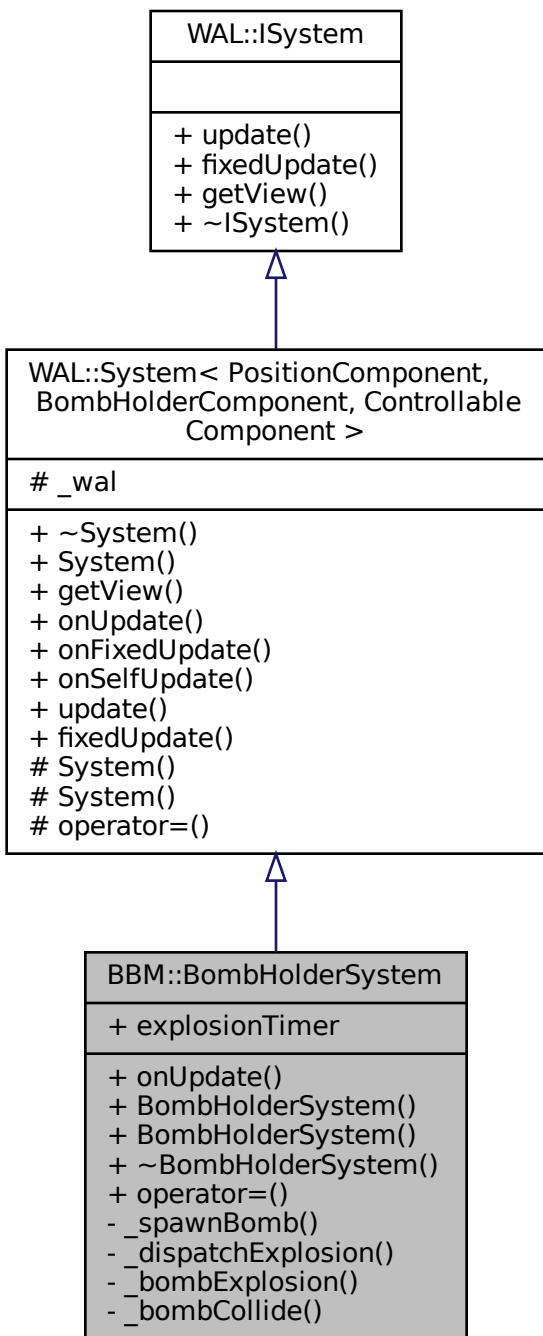 WAL::ISystem
+ update()
+ fixedUpdate()
+ getView()
+ ~ISystem()
WAL::System< PositionComponent,
BombHolderComponent, Controllable
Component >
# _wal
+ ~System()
+ System()
+ getView()
+ onUpdate()
+ onFixedUpdate()
+ onSelfUpdate()
+ update()
+ fixedUpdate()
# System()
# System()
# operator=()
BBM::BombHolderSystem
+ explosionTimer
+ onUpdate()
+ BombHolderSystem()
+ BombHolderSystem()
+ ~BombHolderSystem()
+ operator=()
- _spawnBomb()
- _dispatchExplosion()
- _bombExplosion()
- _bombCollide()